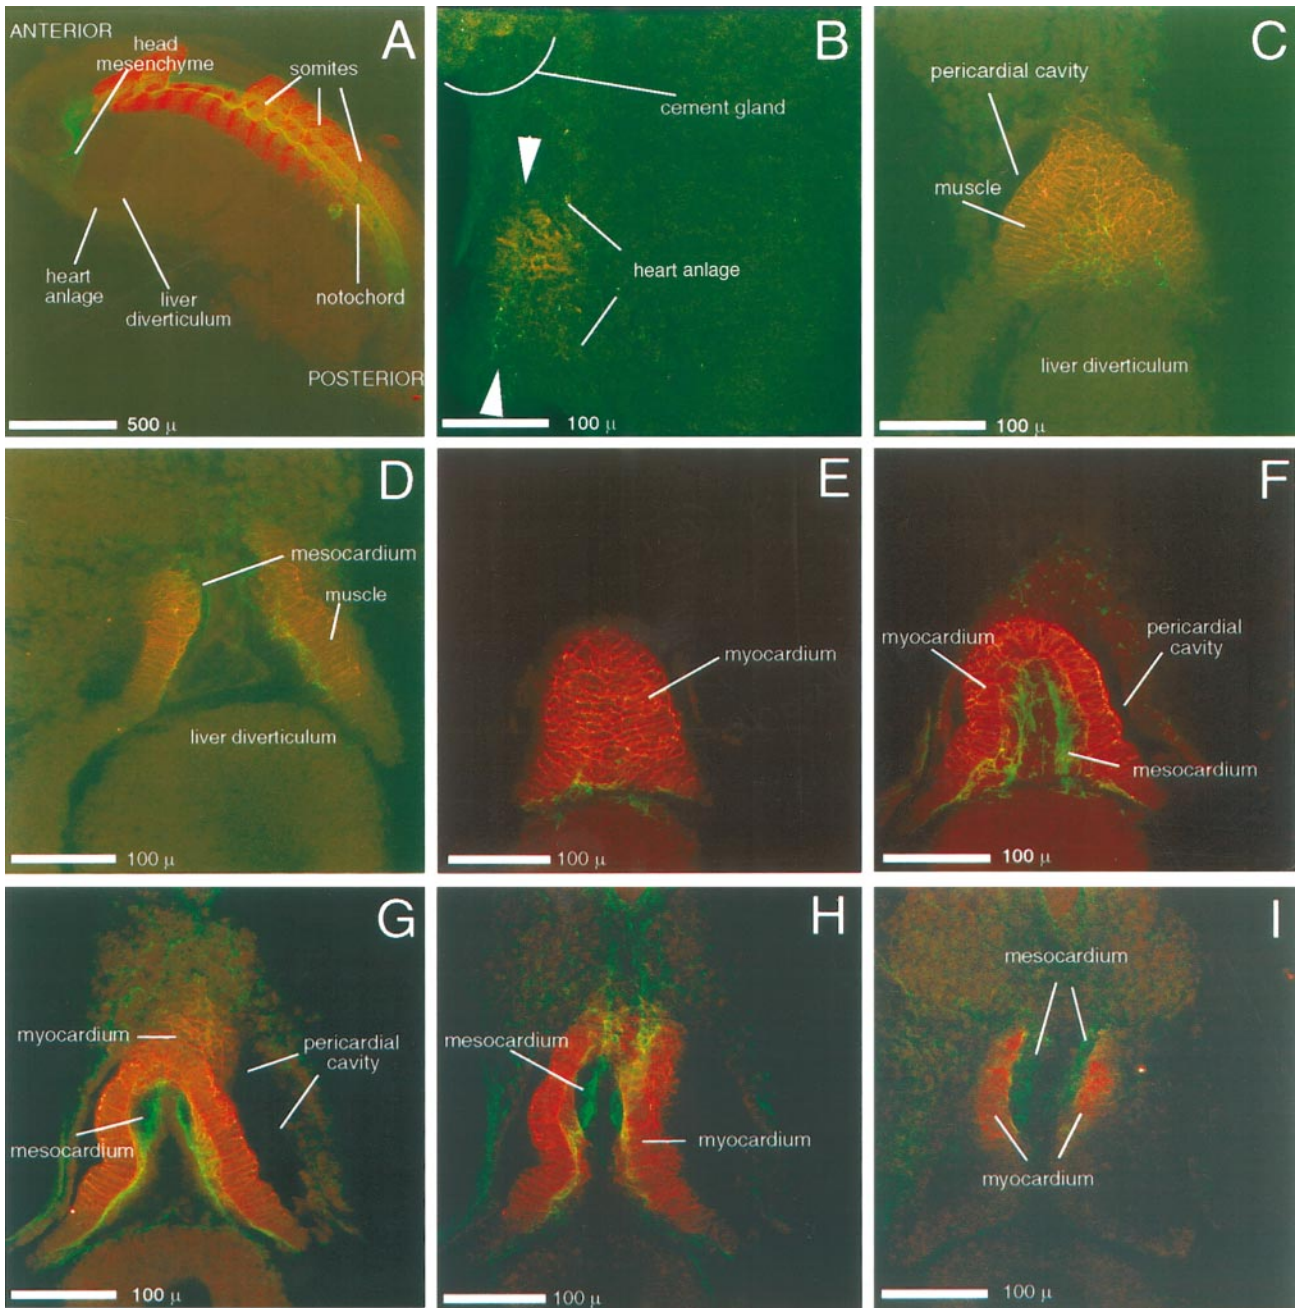 A
ANTERIOR
head
mesenchyme
somites
heart
anlage
liver
diverticulum
notochord
POSTERIOR
500 µ
B
cement gland
heart anlage
100 µ
C
pericardial cavity
muscle
liver diverticulum
100 µ
D
mesocardium
muscle
liver diverticulum
100 µ
E
myocardium
100 µ
F
myocardium
pericardial
cavity
mesocardium
100 µ
G
myocardium
pericardial
cavity
mesocardium
100 µ
H
mesocardium
myocardium
100 µ
I
mesocardium
myocardium
100 µ